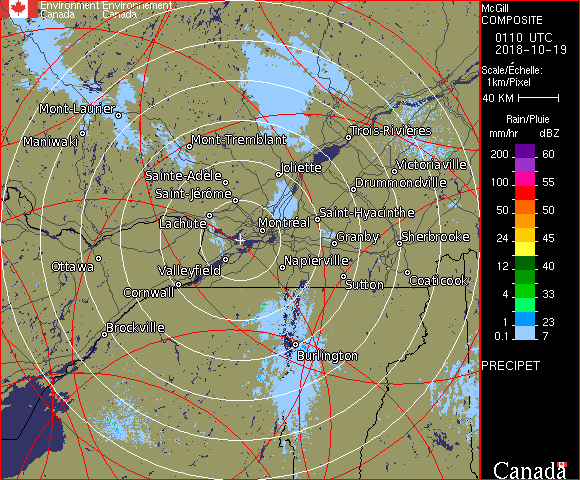 Environment Environnement
Canada Canada
McGill
COMPOSITE
0110 UTC
2018-10-19
Scale/Échelle:
1km/Pixel
40 KM
Rain/Pluie
mm/hr dBZ
200 60
100 55
50 50
24 45
12 40
4 33
1 23
0.1 7
PRECIPET
Canada
Mont-Laurier
Maniwaki
Mont-Tremblant
Trois-Rivières
Sainte-Adèle
Joliette
Victoriaville
Saint-Jérôme
Drummondville
Lachute
Montréal
Saint-Hyacinthe
Granby
Sherbrooke
Ottawa
Valleyfield
Napierville
Cornwall
Sutton
Coaticook
Brockville
Burlington